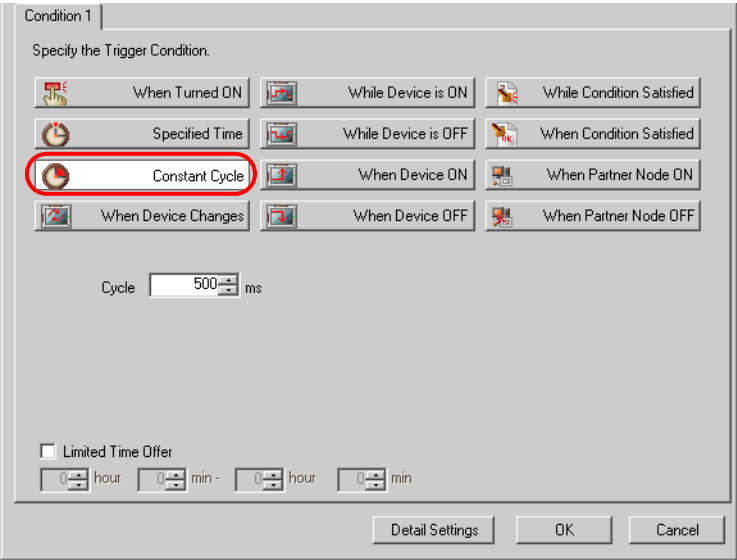 Condition 1
Specify the Trigger Condition.
When Turned ON While Device is ON While Condition Satisfied
Specified Time While Device is OFF When Condition Satisfied
Constant Cycle When Device ON When Partner Node ON
When Device Changes When Device OFF When Partner Node OFF
Cycle 500 ms
Limited Time Offer
0 hour 0 min - 0 hour 0 min
Detail Settings OK Cancel